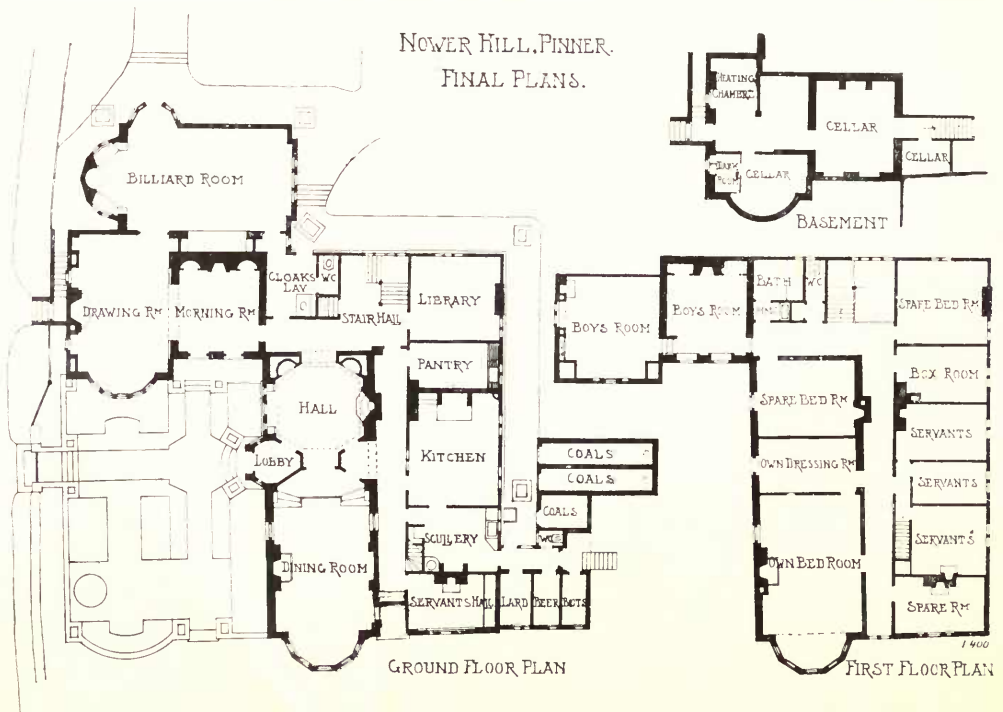 NOWER HILL, PINNER.
FINAL PLANS.
HEATING
CHAMBER
CELLAR
CELLAR
DARK
ROOM
CELLAR
BASEMENT
BILLIARD ROOM
CLOAKS
LAV
WC
DRAWING RM
MORNING RM
STAIR HALL
LIBRARY
PANTRY
HALL
LOBBY
KITCHEN
COALS
COALS
COALS
WC
SCULLERY
DINING ROOM
SERVANTS HALL
LARD
BEER
BOTS
GROUND FLOOR PLAN
BOYS ROOM
BOYS ROOM
BATH
WC
SPARE BED RM
BOX ROOM
SPARE BED RM
SERVANTS
OWN DRESSING RM
SERVANTS
SERVANTS
OWN BED ROOM
SPARE RM
1400
FIRST FLOOR PLAN